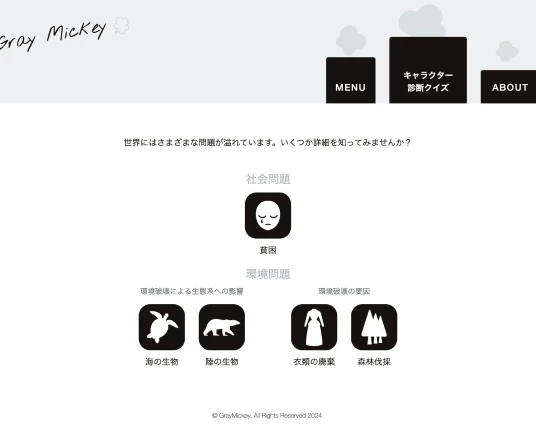 Gray Mickey
MENU
キャラクター
診断クイズ
ABOUT
世界にはさまざまな問題が溢れています。いくつか詳細を知ってみませんか？
社会問題
貧困
環境問題
環境破壊による生態系への影響
環境破壊の要因
海の生物
陸の生物
衣類の廃棄
森林伐採
© GrayMickey. All Rights Reserved 2024.